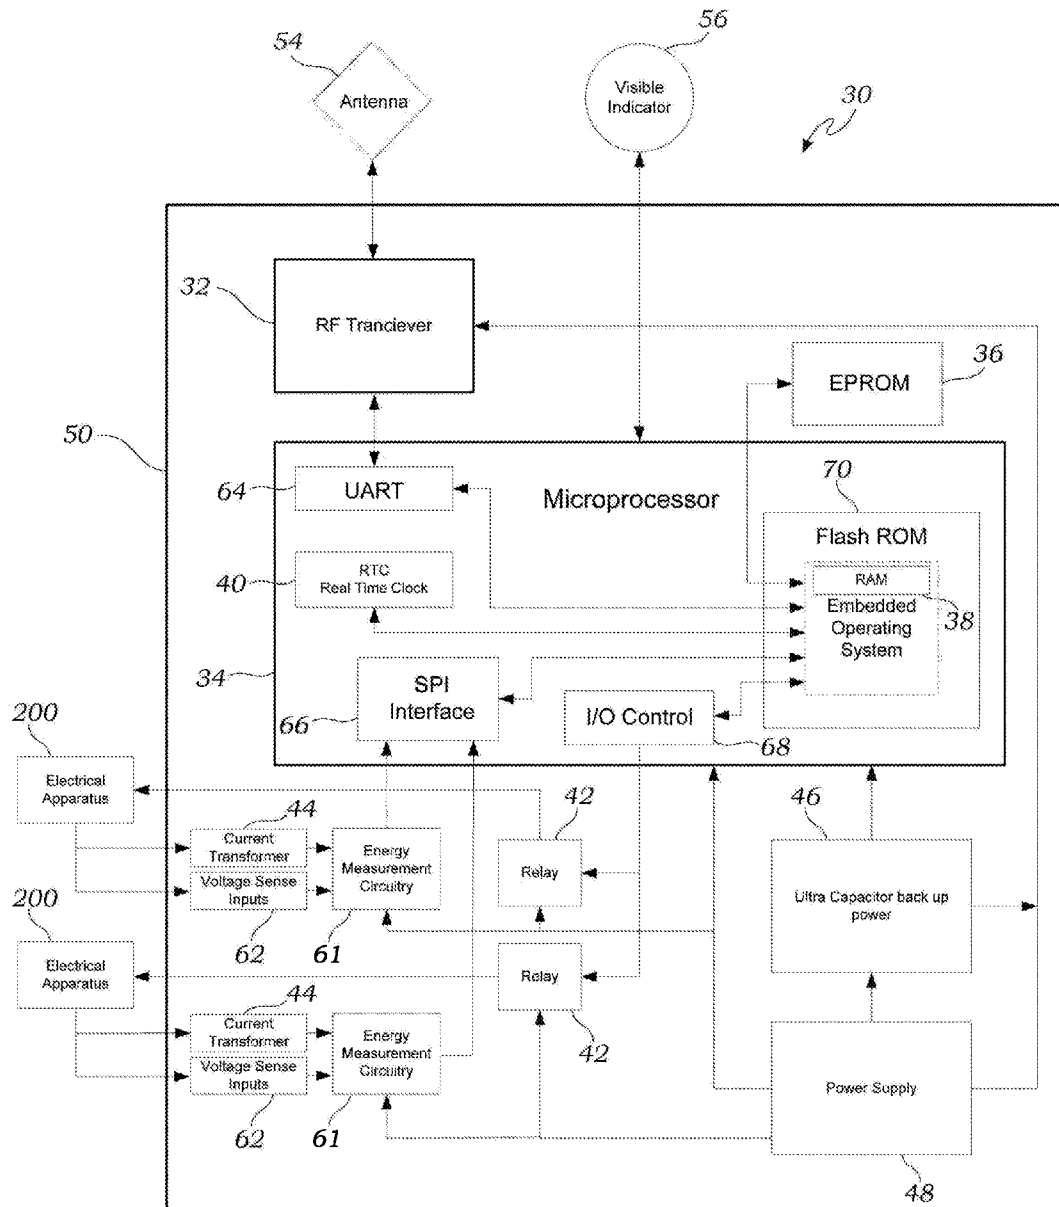 54
56
Antenna
Visible
Indicator
30
32
RF Tranciever
36
EPROM
50
64
UART
Microprocessor
70
Flash ROM
40
RTC
Real Time Clock
RAM
38
Embedded
Operating
System
34
SPI
Interface
66
I/O Control
68
200
Electrical
Apparatus
44
Current
Transformer
Voltage Sense
Inputs
62
Energy
Measurement
Circuitry
61
42
Relay
46
Ultra Capacitor back up
power
200
Electrical
Apparatus
44
Current
Transformer
Voltage Sense
Inputs
62
Energy
Measurement
Circuitry
61
Relay
42
Power Supply
48